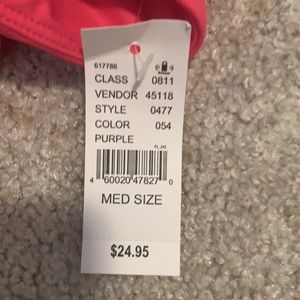 617786
CLASS 0811
VENDOR 45118
STYLE 0477
COLOR 054
PURPLE
4 60020 47827 0
MED SIZE
$24.95